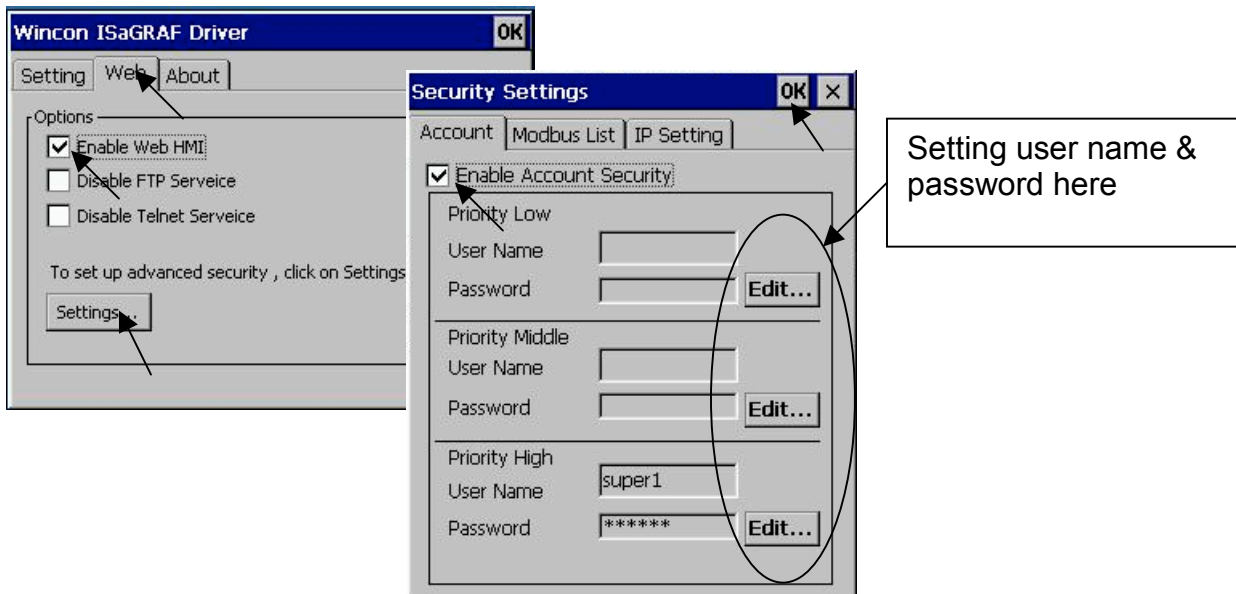 Wincon ISaGRAF Driver OK
Setting Web About
Options
Enable Web HMI
Disable FTP Serveice
Disable Telnet Serveice
To set up advanced security , click on Settings
Settings...
Security Settings OK ×
Account Modbus List IP Setting
Enable Account Security
Priority Low
User Name
Password Edit...
Priority Middle
User Name
Password Edit...
Priority High
User Name super1
Password ****** Edit...
Setting user name &
password here